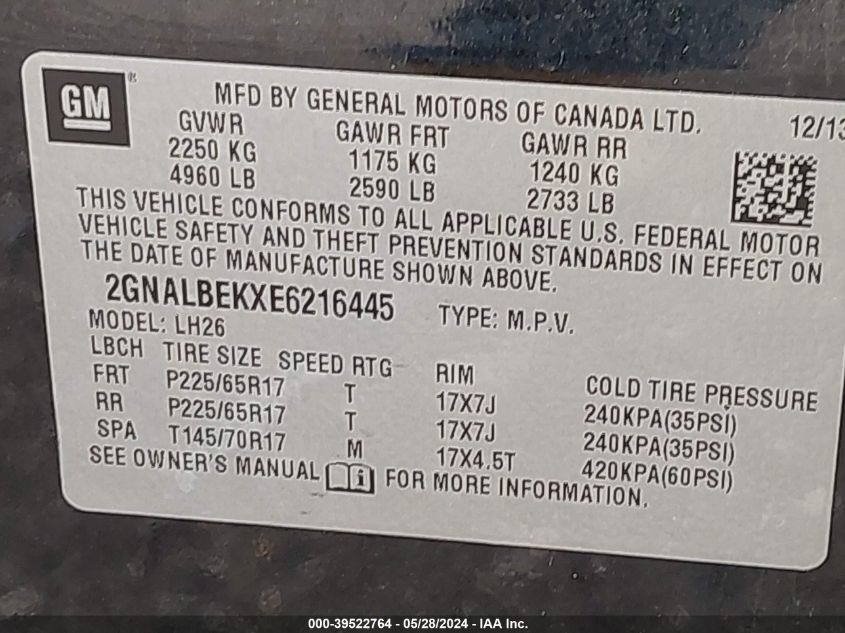 GM ®
MFD BY GENERAL MOTORS OF CANADA LTD.
12/13
GVWR GAWR FRT GAWR RR
2250 KG 1175 KG 1240 KG
4960 LB 2590 LB 2733 LB
THIS VEHICLE CONFORMS TO ALL APPLICABLE U.S. FEDERAL MOTOR
VEHICLE SAFETY AND THEFT PREVENTION STANDARDS IN EFFECT ON
THE DATE OF MANUFACTURE SHOWN ABOVE.
2GNALBEKXE6216445 TYPE: M.P.V.
MODEL: LH26
LBCH TIRE SIZE SPEED RTG RIM COLD TIRE PRESSURE
FRT P225/65R17 T 17X7J 240KPA(35PSI)
RR P225/65R17 T 17X7J 240KPA(35PSI)
SPA T145/70R17 M 17X4.5T 420KPA(60PSI)
SEE OWNER'S MANUAL FOR MORE INFORMATION.
000-39522764 - 05/28/2024 - IAA Inc.